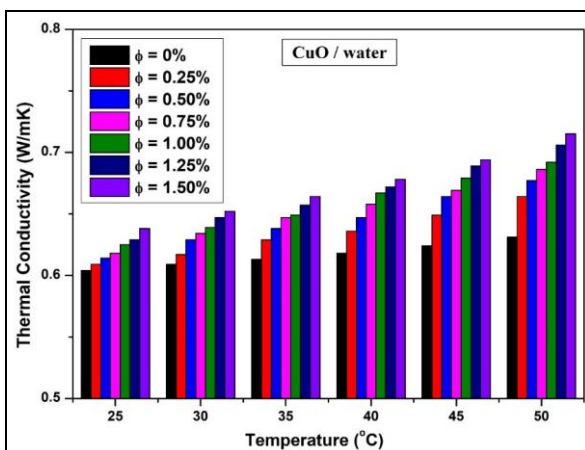 0.8
0.7
0.6
0.5
Thermal Conductivity (W/mK)
ϕ = 0%
ϕ = 0.25%
ϕ = 0.50%
ϕ = 0.75%
ϕ = 1.00%
ϕ = 1.25%
ϕ = 1.50%
CuO / water
25 30 35 40 45 50
Temperature (°C)